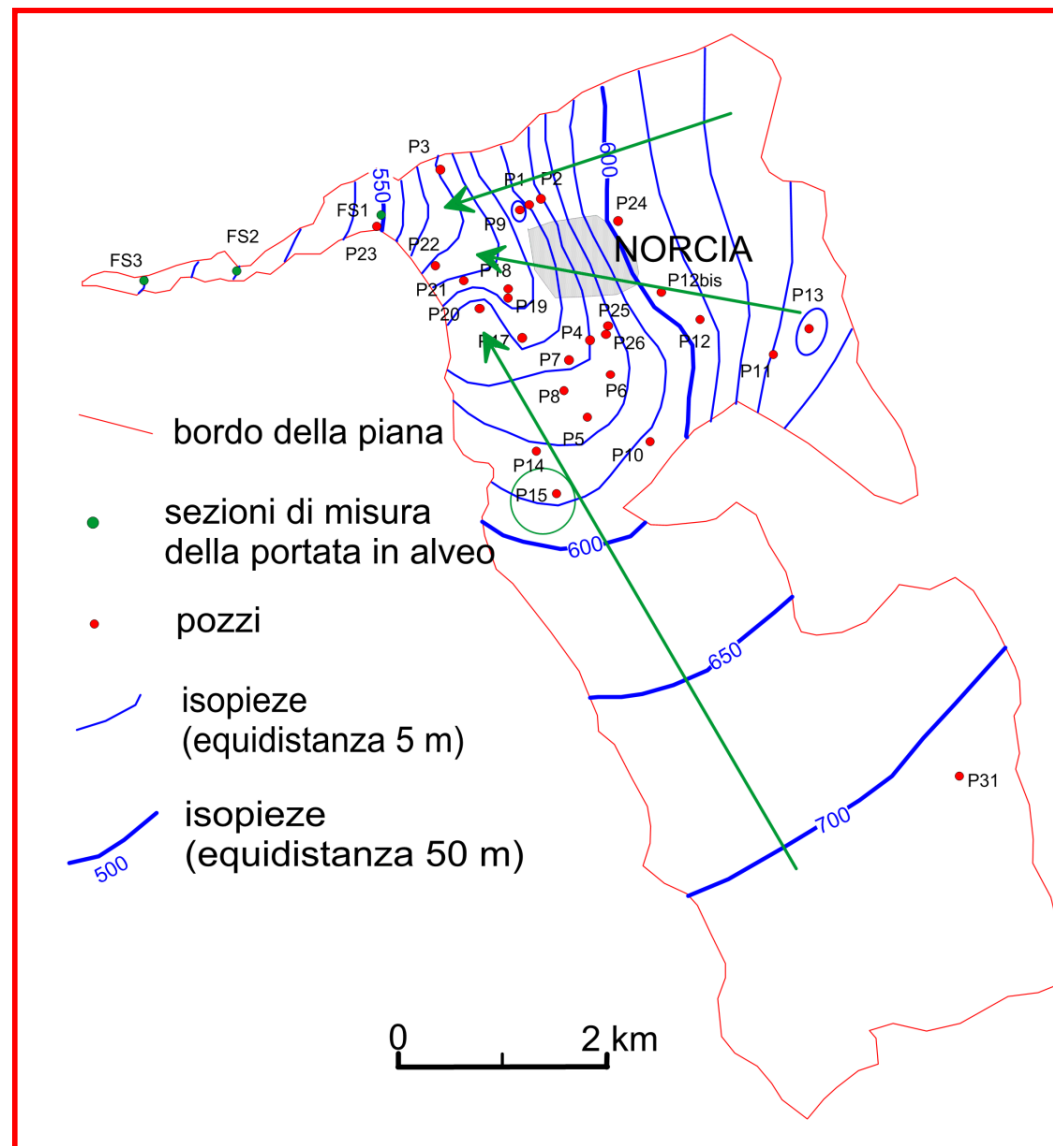 P3
550
P1
P2
600
FS1
P9
P24
FS2
P23
P22
NORCIA
FS3
P18
P21
P12bis
P13
P19
P20
P25
P17
P4
P26
P12
P7
P11
P6
P8
bordo della piana
P5
P10
P14
P15
sezioni di misura
della portata in alveo
600
pozzi
650
isopieze
(equidistanza 5 m)
P31
700
isopieze
(equidistanza 50 m)
500
0
2 km